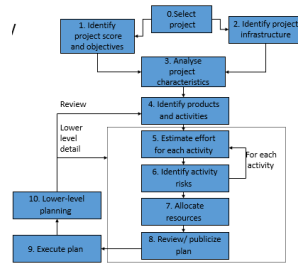 0.Select
project
1. Identify
project score
and objectives
2. Identify project
infrastructure
3. Analyse
project
characteristics
Review
4. Identify products
and activities
Lower
level
detail
5. Estimate effort
for each activity
For each
activity
6. Identify activity
risks
10. Lower-level
planning
7. Allocate
resources
8. Review/ publicize
plan
9. Execute plan